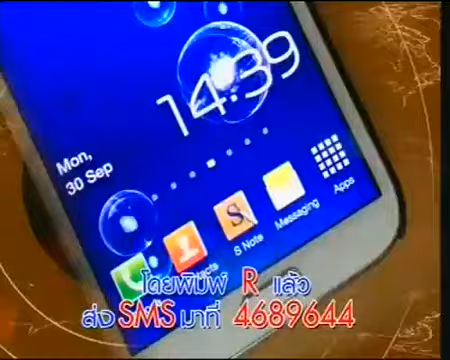 14:39
Mon,
30 Sep
Contacts
S Note
Messaging
Apps
โดยพิมพ์ R แล้ว
ส่ง SMS มาที่ 4689644